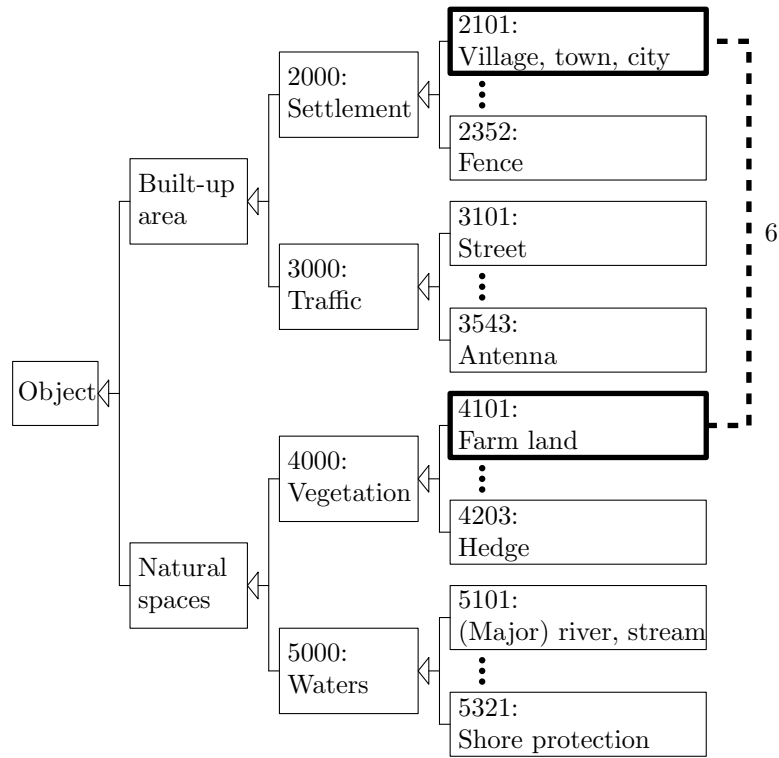 2101:
Village, town, city
2000:
Settlement
2352:
Fence
Built-up
area
3101:
Street
6
3000:
Traffic
3543:
Antenna
Object
4101:
Farm land
4000:
Vegetation
4203:
Hedge
Natural
spaces
5101:
(Major) river, stream
5000:
Waters
5321:
Shore protection